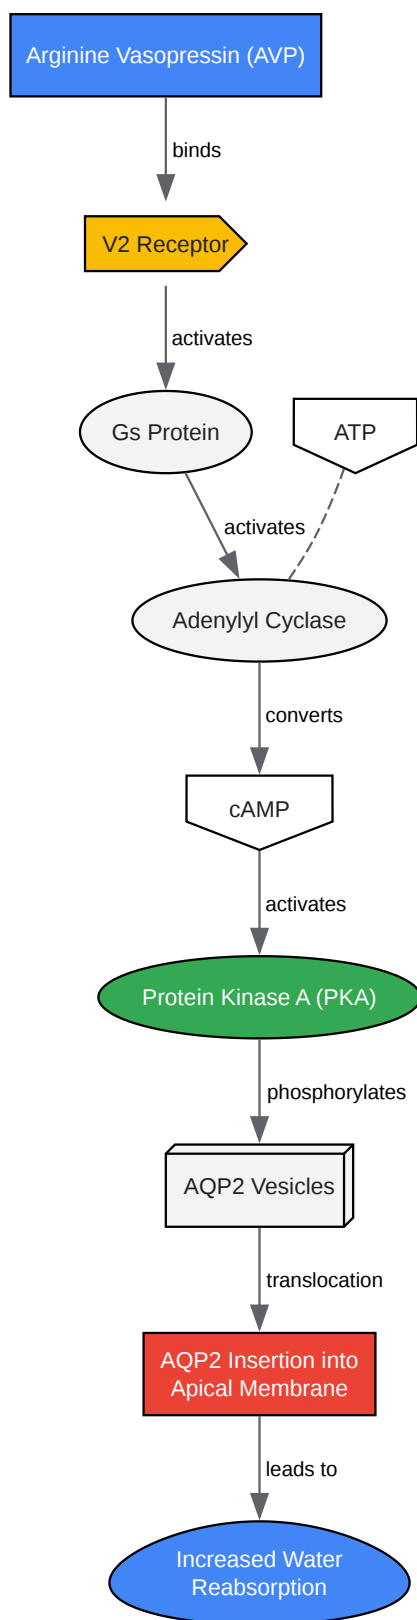 Arginine Vasopressin (AVP)
binds
V2 Receptor
activates
Gs Protein
ATP
activates
Adenylyl Cyclase
converts
cAMP
activates
Protein Kinase A (PKA)
phosphorylates
AQP2 Vesicles
translocation
AQP2 Insertion into
Apical Membrane
leads to
Increased Water
Reabsorption